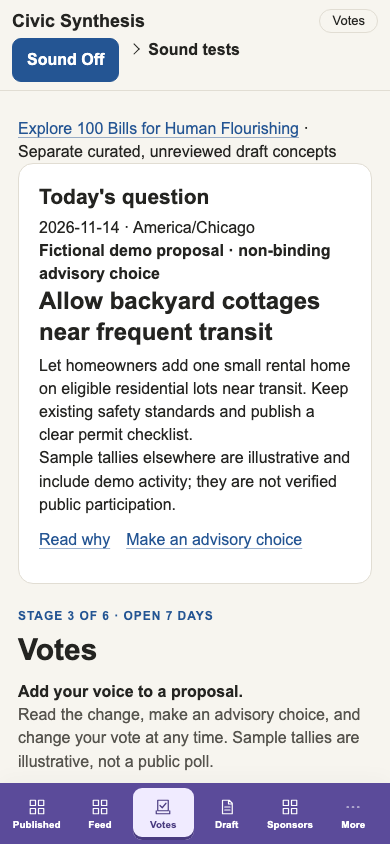 Civic Synthesis
Votes
Sound Off
Sound tests
Explore 100 Bills for Human Flourishing ·
Separate curated, unreviewed draft concepts
Today's question
2026-11-14 · America/Chicago
Fictional demo proposal · non-binding
advisory choice
Allow backyard cottages
near frequent transit
Let homeowners add one small rental home
on eligible residential lots near transit. Keep
existing safety standards and publish a
clear permit checklist.
Sample tallies elsewhere are illustrative and
include demo activity; they are not verified
public participation.
Read why Make an advisory choice
STAGE 3 OF 6 · OPEN 7 DAYS
Votes
Add your voice to a proposal.
Read the change, make an advisory choice, and
change your vote at any time. Sample tallies are
illustrative, not a public poll.
Published Feed Votes Draft Sponsors More